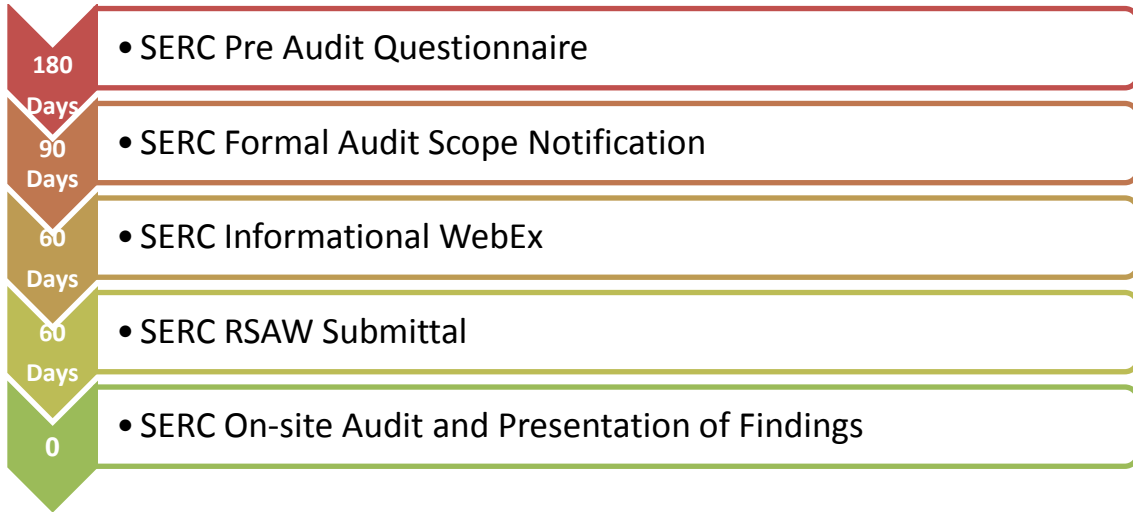 180
Days
• SERC Pre Audit Questionnaire
90
Days
• SERC Formal Audit Scope Notification
60
Days
• SERC Informational WebEx
60
Days
• SERC RSAW Submittal
0
• SERC On-site Audit and Presentation of Findings